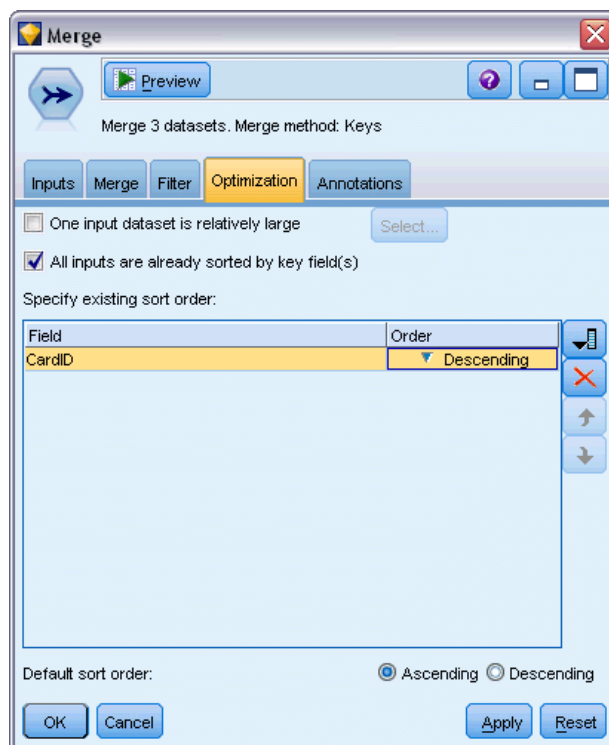 Merge
Preview
Merge 3 datasets. Merge method: Keys
Inputs Merge Filter Optimization Annotations
One input dataset is relatively large Select...
All inputs are already sorted by key field(s)
Specify existing sort order:
Field Order
CardID Descending
Default sort order: Ascending Descending
OK Cancel Apply Reset